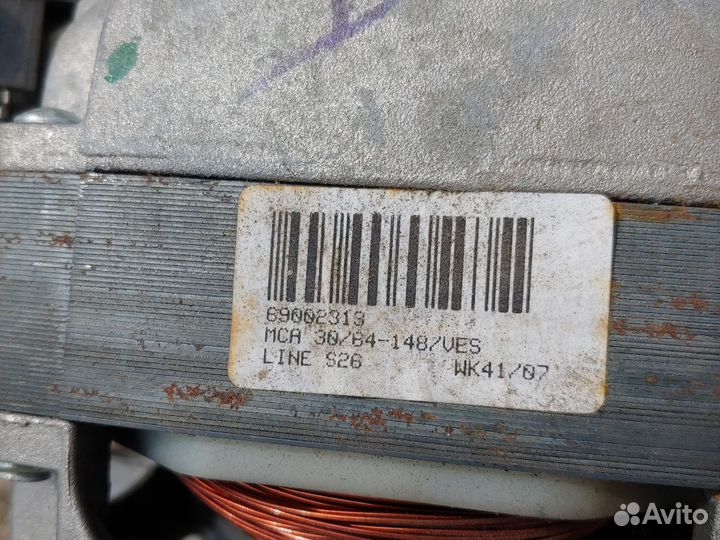 69002313
MCA 30/64-148/VES
LINE S26 WK41/07
Avito